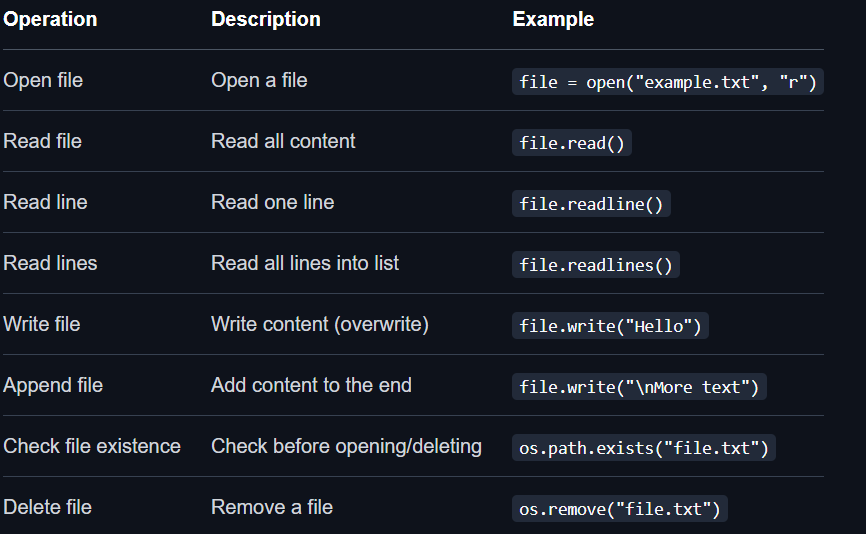 Operation Description Example
Open file Open a file file = open("example.txt", "r")
Read file Read all content file.read()
Read line Read one line file.readline()
Read lines Read all lines into list file.readlines()
Write file Write content (overwrite) file.write("Hello")
Append file Add content to the end file.write("\nMore text")
Check file existence Check before opening/deleting os.path.exists("file.txt")
Delete file Remove a file os.remove("file.txt")